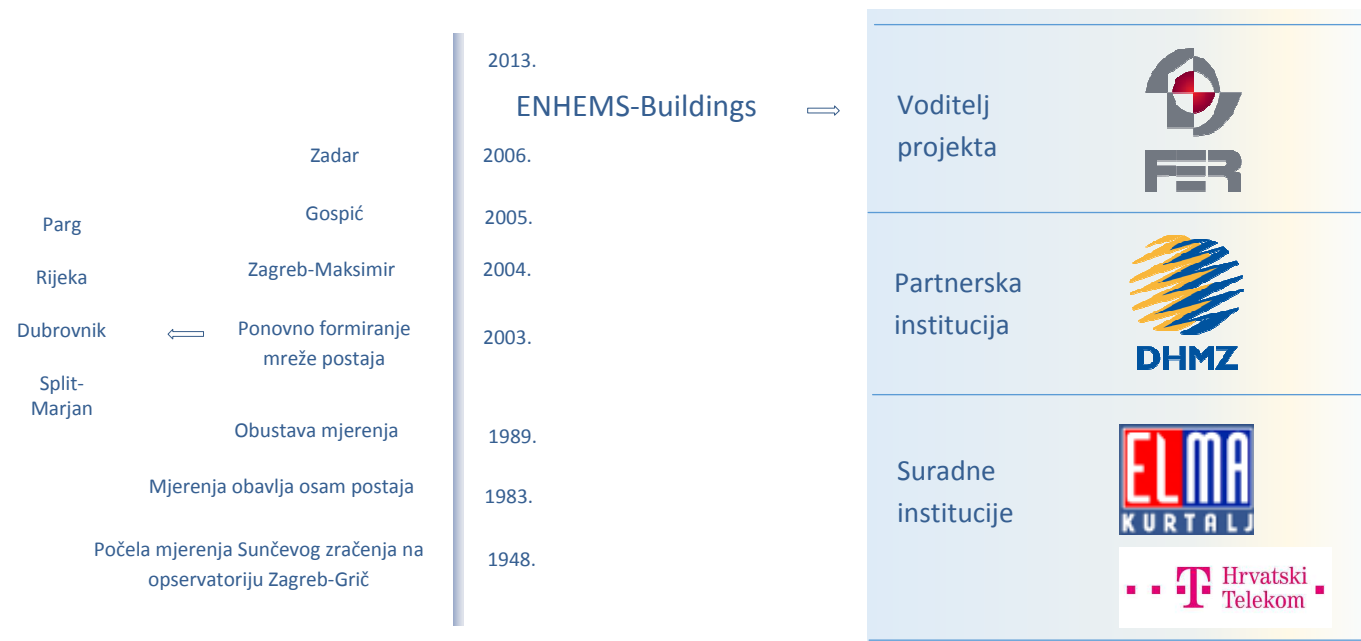 2013.
ENHEMS-Buildings
Zadar
2006.
Gospić
2005.
Zagreb-Maksimir
2004.
Ponovno formiranje
mreže postaja
2003.
Parg
Rijeka
Dubrovnik
Split-
Marjan
Obustava mjerenja
1989.
Mjerenja obavlja osam postaja
1983.
Počela mjerenja Sunčevog zračenja na
opservatoriju Zagreb-Grič
1948.
Voditelj
projekta
FER
Partnerska
institucija
DHMZ
Suradne
institucije
ELMA
KURTALJ
T Hrvatski
Telekom